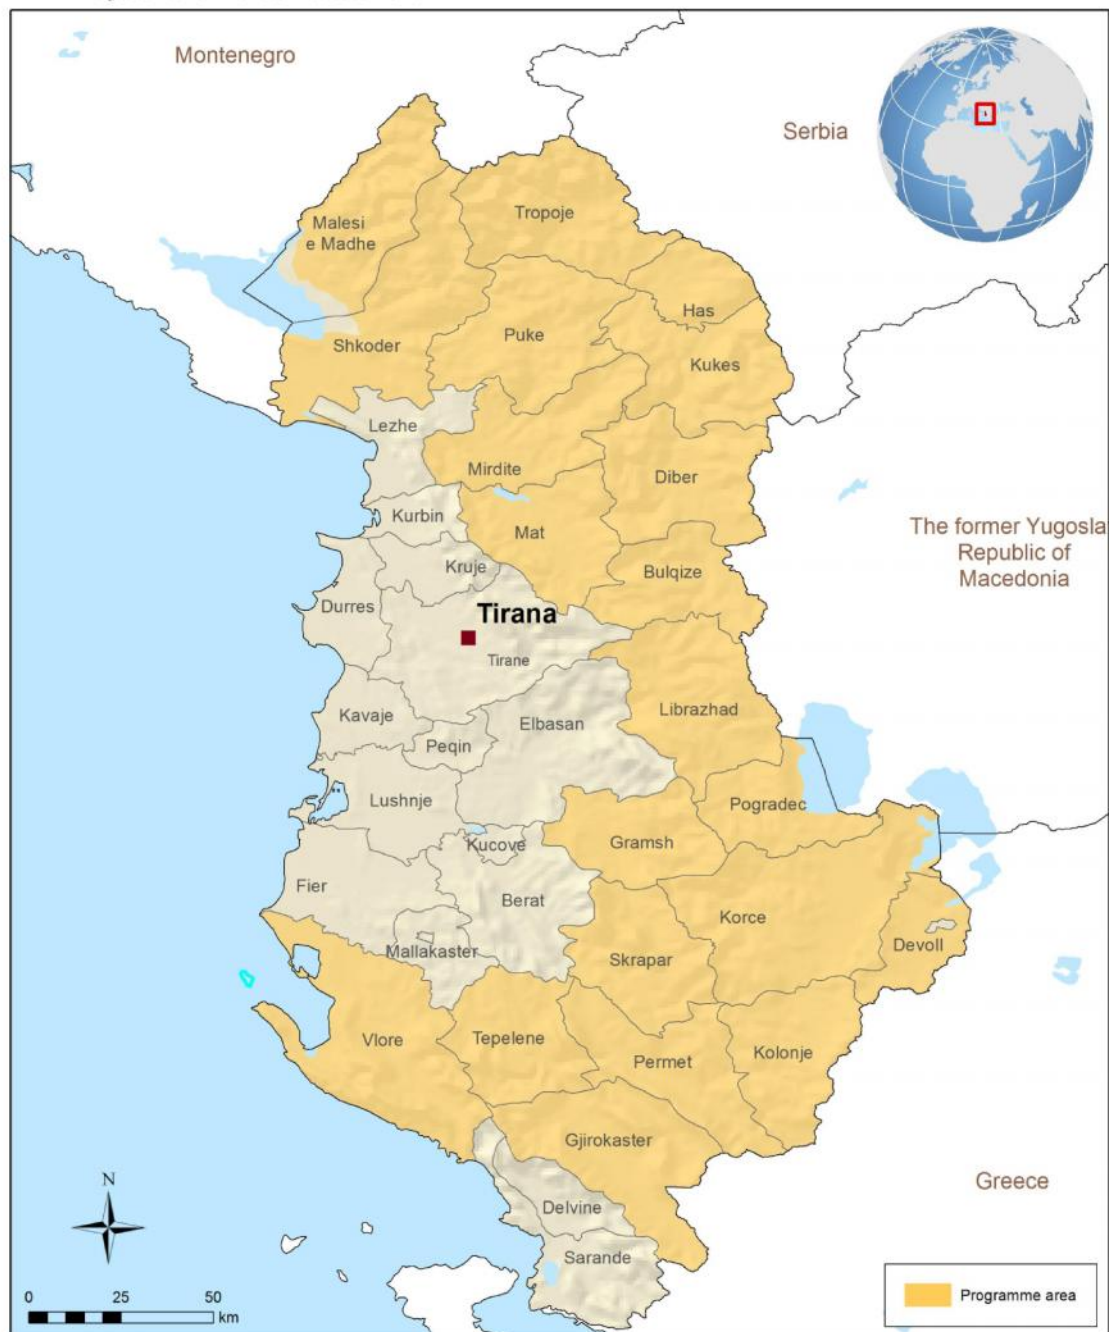 Montenegro
Serbia
Tropoje
Malesi
e Madhe
Has
Puke
Shkoder
Kukes
Lezhe
Mirdite
Diber
Kurbin
Mat
The former Yugosla
Republic of
Macedonia
Kruje
Bulqize
Durres
Tirana
Tirane
Kavaje
Elbasan
Librazhad
Peqin
Lushnje
Pogradec
Kucove
Gramsh
Fier
Berat
Korce
Mallakaster
Devoll
Skrapar
Vlore
Tepelene
Permet
Kolonje
Gjirokaster
N
Greece
Delvine
Sarande
0 25 50
km
Programme area